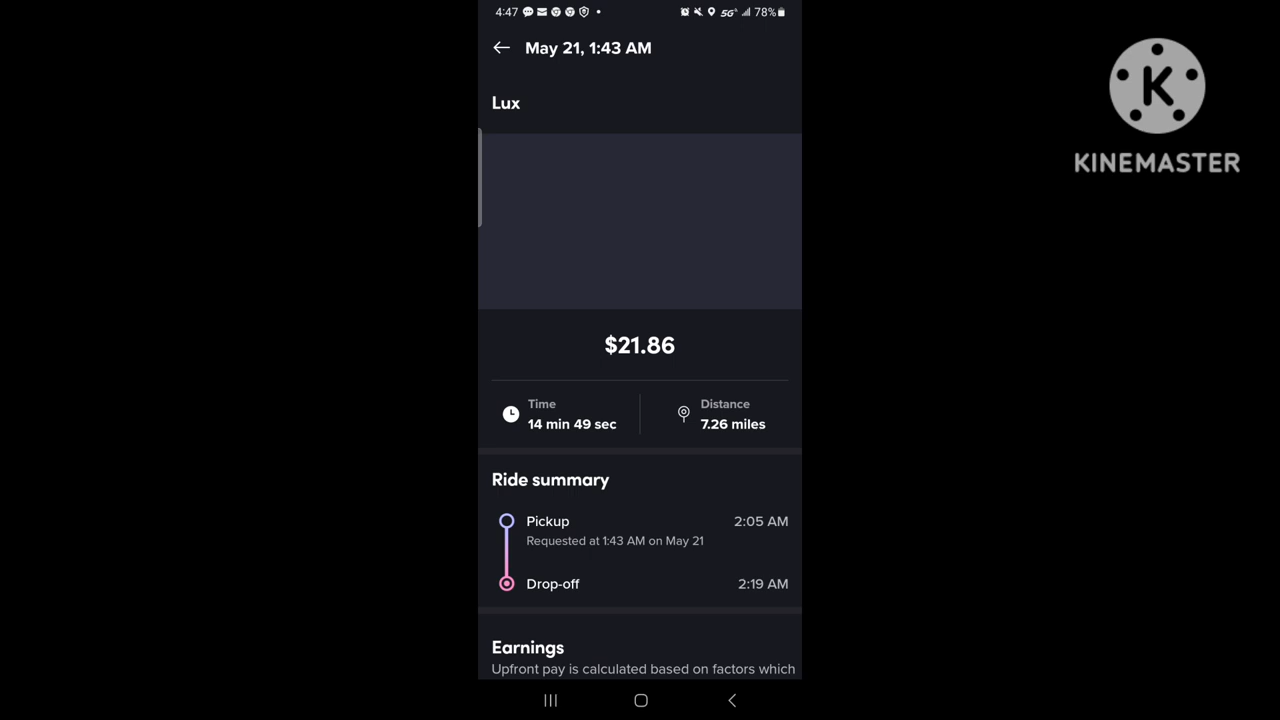 4:47
5G
78%
May 21, 1:43 AM
Lux
$21.86
Time
14 min 49 sec
Distance
7.26 miles
Ride summary
Pickup
2:05 AM
Requested at 1:43 AM on May 21
Drop-off
2:19 AM
Earnings
Upfront pay is calculated based on factors which
K
KINEMASTER